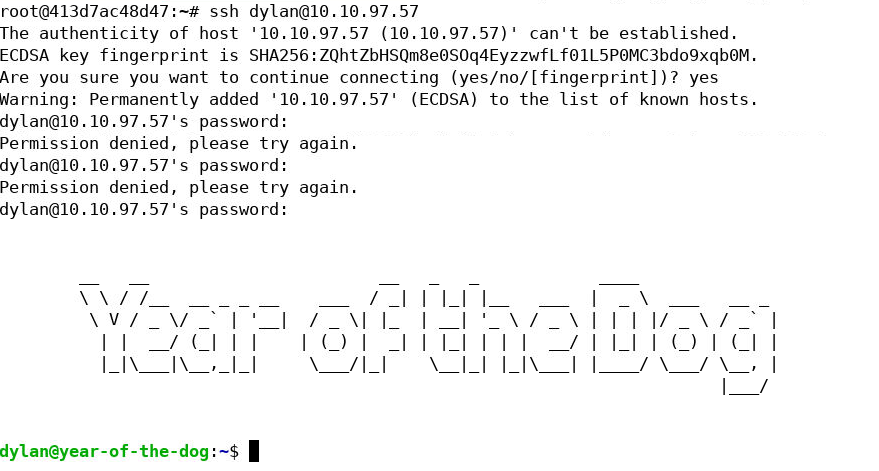 root@413d7ac48d47:~# ssh dylan@10.10.97.57
The authenticity of host '10.10.97.57 (10.10.97.57)' can't be established.
ECDSA key fingerprint is SHA256:ZQhtZbHSQm8e0SOq4EyzzwfLf01L5P0MC3bdo9xqb0M.
Are you sure you want to continue connecting (yes/no/[fingerprint])? yes
Warning: Permanently added '10.10.97.57' (ECDSA) to the list of known hosts.
dylan@10.10.97.57's password:
Permission denied, please try again.
dylan@10.10.97.57's password:
Permission denied, please try again.
dylan@10.10.97.57's password:
Year of the Dog
dylan@year-of-the-dog:~$